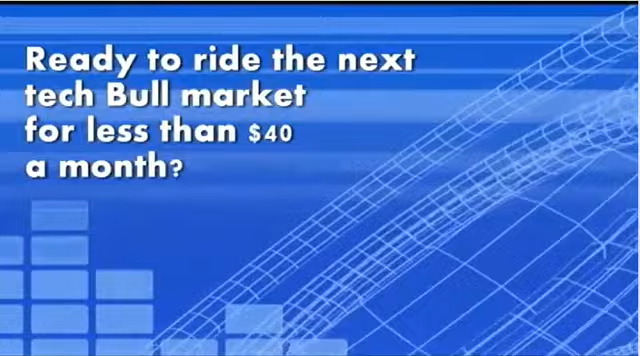 Ready to ride the next
tech Bull market
for less than $40
a month?